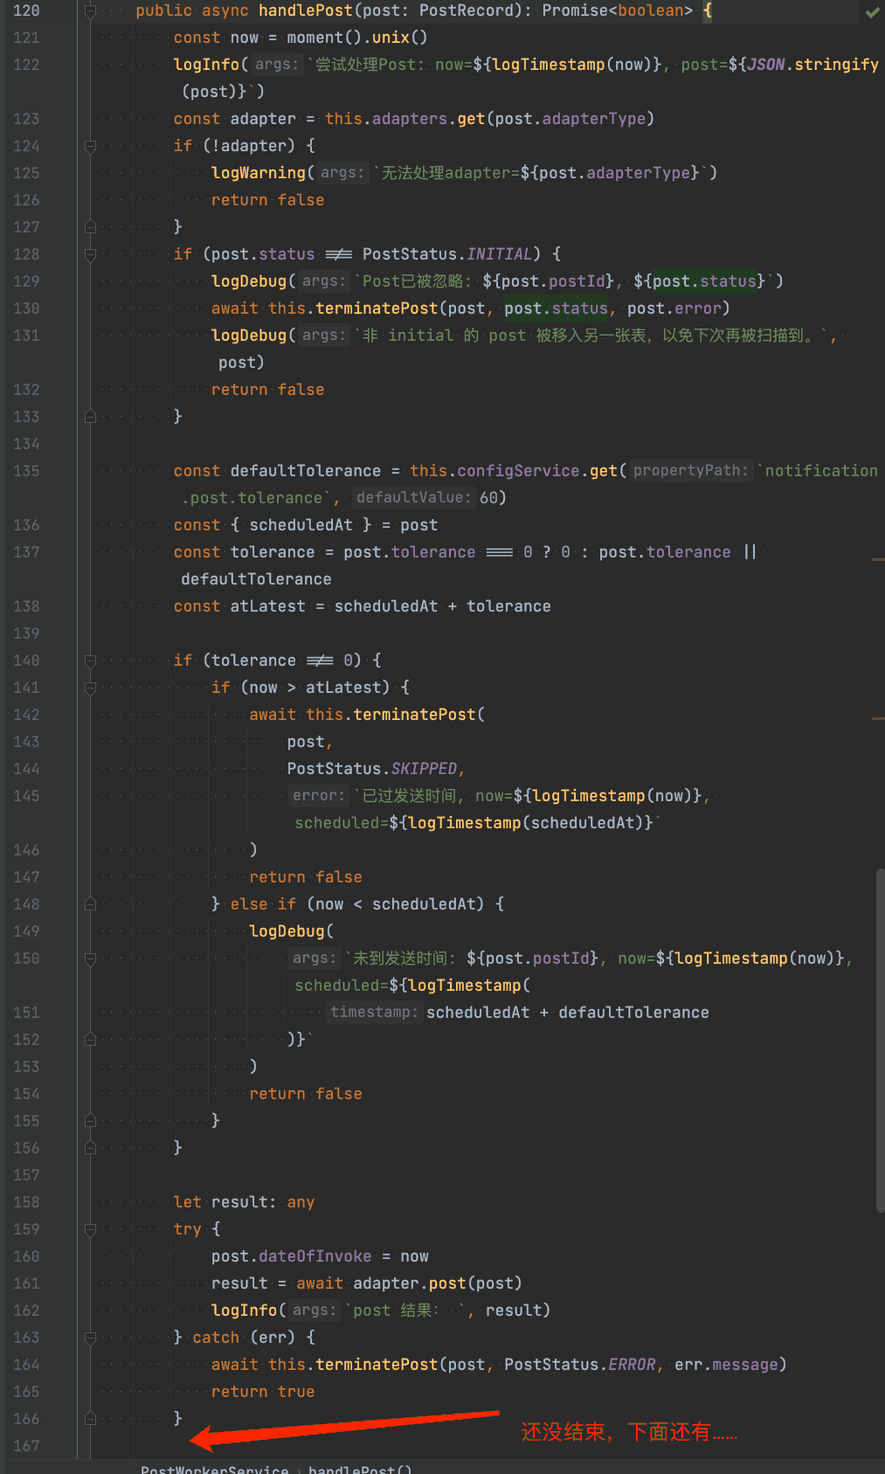 120 public async handlePost(post: PostRecord): Promise<boolean> {
121 const now = moment().unix()
122 logInfo( args: `尝试处理Post: now=${logTimestamp(now)}, post=${JSON.stringify
(post)}`)
123 const adapter = this.adapters.get(post.adapterType)
124 if (!adapter) {
125 logWarning( args: `无法处理adapter=${post.adapterType}`)
126 return false
127 }
128 if (post.status !== PostStatus.INITIAL) {
129 logDebug( args: `Post已被忽略: ${post.postId}, ${post.status}`)
130 await this.terminatePost(post, post.status, post.error)
131 logDebug( args: `非 initial 的 post 被移入另一张表，以免下次再被扫描到。`,
post)
132 return false
133 }
134
135 const defaultTolerance = this.configService.get( propertyPath: `notification
.post.tolerance`, defaultValue: 60)
136 const { scheduledAt } = post
137 const tolerance = post.tolerance === 0 ? 0 : post.tolerance ||
defaultTolerance
138 const atLatest = scheduledAt + tolerance
139
140 if (tolerance !== 0) {
141 if (now > atLatest) {
142 await this.terminatePost(
143 post,
144 PostStatus.SKIPPED,
145 error: `已过发送时间, now=${logTimestamp(now)},
scheduled=${logTimestamp(scheduledAt)}`
146 )
147 return false
148 } else if (now < scheduledAt) {
149 logDebug(
150 args: `未到发送时间: ${post.postId}, now=${logTimestamp(now)},
scheduled=${logTimestamp(
151 timestamp: scheduledAt + defaultTolerance
152 )}`
153 )
154 return false
155 }
156 }
157
158 let result: any
159 try {
160 post.dateOfInvoke = now
161 result = await adapter.post(post)
162 logInfo( args: `post 结果: `, result)
163 } catch (err) {
164 await this.terminatePost(post, PostStatus.ERROR, err.message)
165 return true
166 }
还没结束，下面还有……
167
PostWorkerService › handlePost()